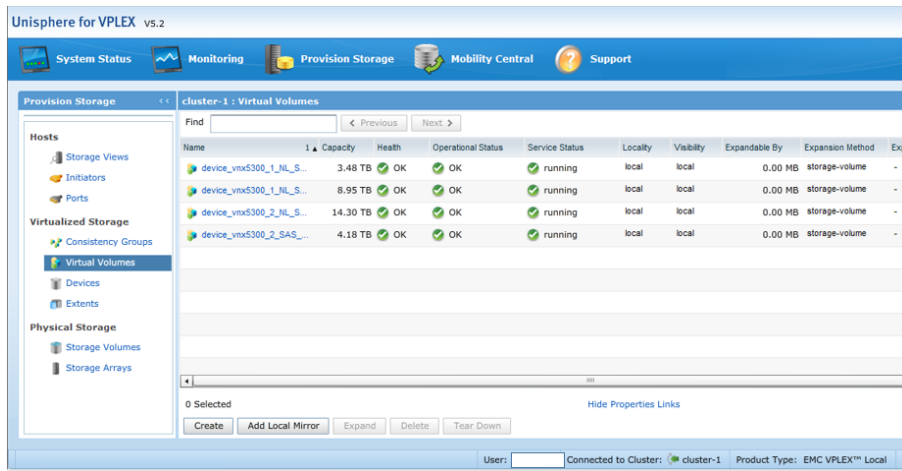 Unisphere for VPLEX V5.2
System Status Monitoring Provision Storage Mobility Central Support
Provision Storage <<
cluster-1 : Virtual Volumes
Find < Previous Next >
Hosts
Storage Views
Initiators
Ports
Virtualized Storage
Consistency Groups
Virtual Volumes
Devices
Extents
Physical Storage
Storage Volumes
Storage Arrays
Name 1▲ Capacity Health Operational Status Service Status Locality Visibility Expandable By Expansion Method Ex
device_vnx5300_1_NL_S... 3.48 TB OK OK running local local 0.00 MB storage-volume -
device_vnx5300_1_NL_S... 8.95 TB OK OK running local local 0.00 MB storage-volume -
device_vnx5300_2_NL_S... 14.30 TB OK OK running local local 0.00 MB storage-volume -
device_vnx5300_2_SAS_... 4.18 TB OK OK running local local 0.00 MB storage-volume -
0 Selected Hide Properties Links
Create Add Local Mirror Expand Delete Tear Down
User: Connected to Cluster: cluster-1 Product Type: EMC VPLEX™ Local